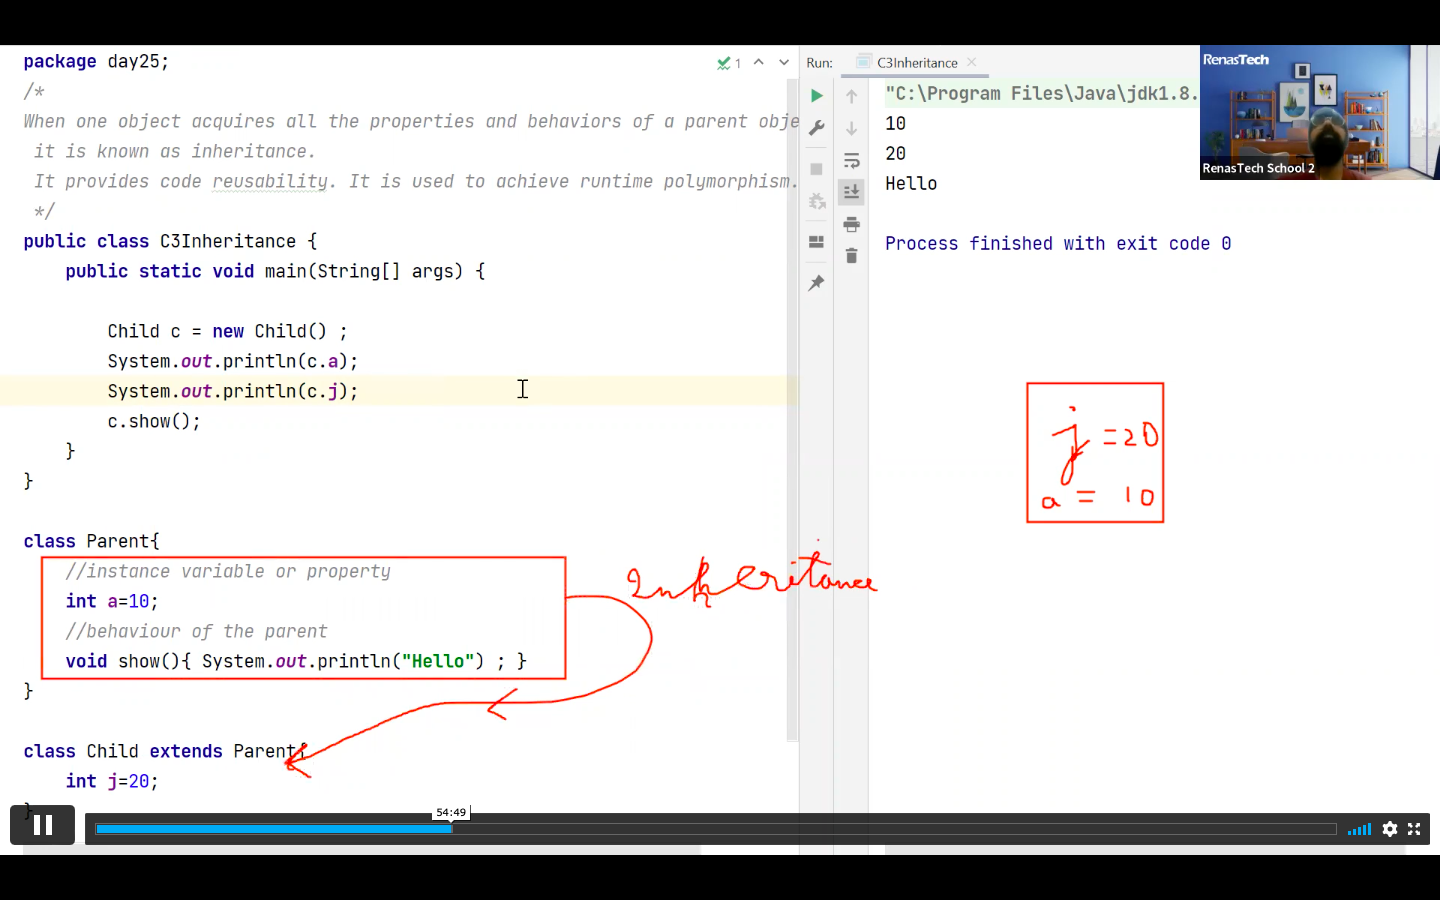 package day25;
/*
When one object acquires all the properties and behaviors of a parent obje
it is known as inheritance.
It provides code reusability. It is used to achieve runtime polymorphism.
*/
public class C3Inheritance {
public static void main(String[] args) {
Child c = new Child() ;
System.out.println(c.a);
System.out.println(c.j);
c.show();
}
}
class Parent{
//instance variable or property
int a=10;
//behaviour of the parent
void show(){ System.out.println("Hello") ; }
}
class Child extends Parent{
int j=20;
}
1
Inheritance
Run: C3Inheritance
"C:\Program Files\Java\jdk1.8.
10
20
Hello
Process finished with exit code 0
j = 20
a = 10
RenasTech
RenasTech School 2
54:49